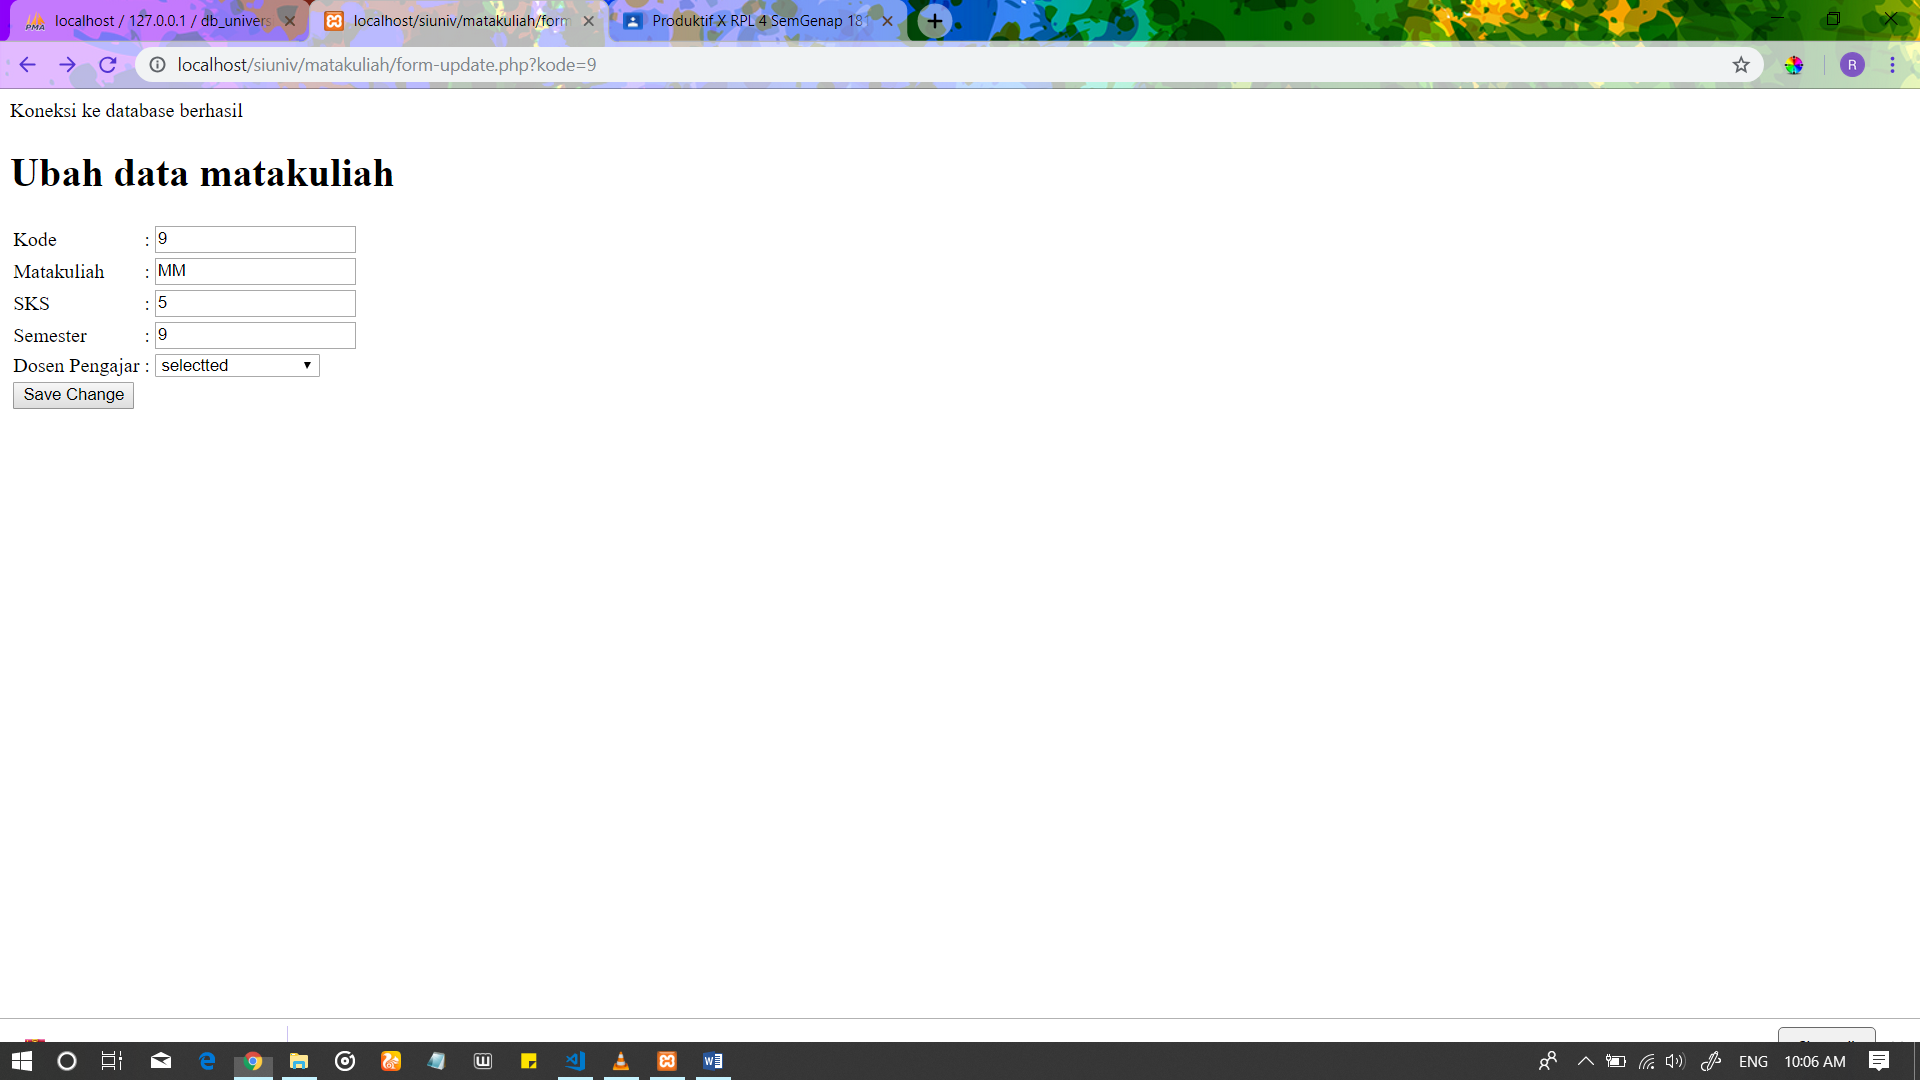 localhost / 127.0.0.1 / db_univers
localhost/siuniv/matakuliah/form
Produktif X RPL 4 SemGenap 18
localhost/siuniv/matakuliah/form-update.php?kode=9
R
Koneksi ke database berhasil
Ubah data matakuliah
Kode : 9
Matakuliah : MM
SKS : 5
Semester : 9
Dosen Pengajar : selectted
Save Change
ENG 10:06 AM